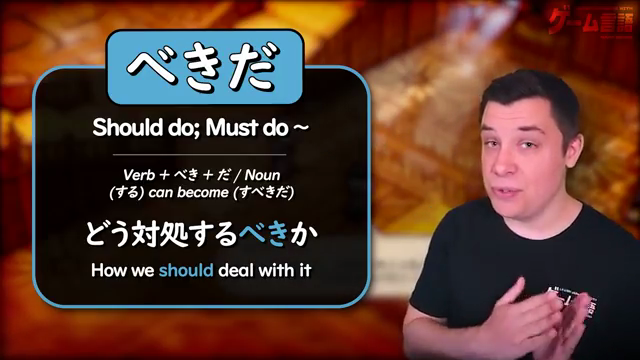 ゲーム言語
べきだ
Should do; Must do ~
Verb + べき + だ / Noun
(する) can become (すべきだ)
どう対処するべきか
How we should deal with it